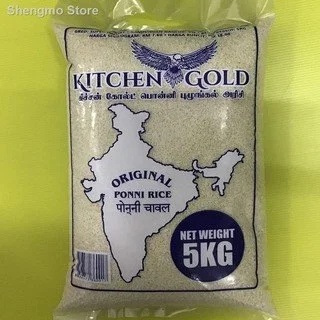 Shengmo Store
KITCHEN GOLD
கிச்சன் கோல்ட் பொன்னி புழுங்கல் அரிசி
ORIGINAL
PONNI RICE
पोन्नी चावल
NET WEIGHT
5KG